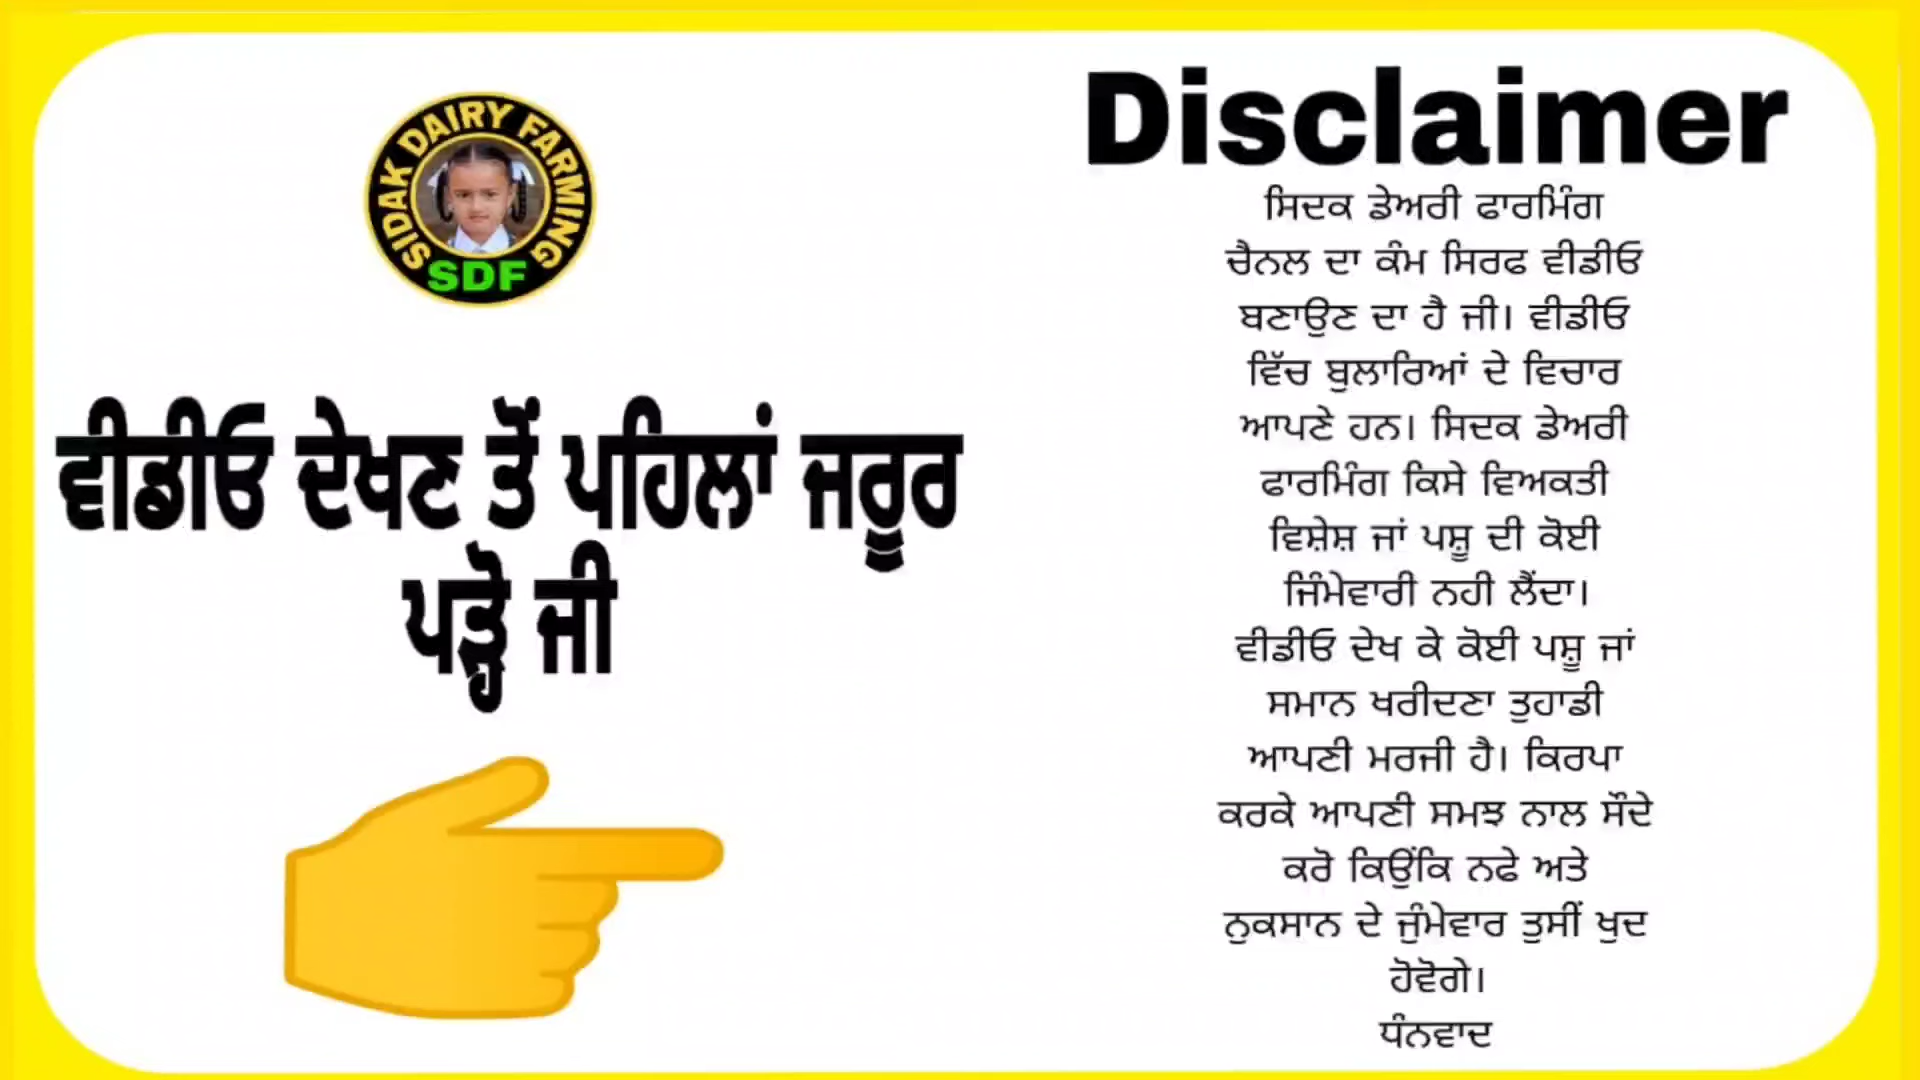 SIDAK DAIRY FARMING
SDF
ਵੀਡੀਓ ਦੇਖਣ ਤੋਂ ਪਹਿਲਾਂ ਜਰੂਰ
ਪੜ੍ਹੋ ਜੀ
Disclaimer
ਸਿਦਕ ਡੇਅਰੀ ਫਾਰਮਿੰਗ
ਚੈਨਲ ਦਾ ਕੰਮ ਸਿਰਫ ਵੀਡੀਓ
ਬਣਾਉਣ ਦਾ ਹੈ ਜੀ। ਵੀਡੀਓ
ਵਿੱਚ ਬੁਲਾਰਿਆਂ ਦੇ ਵਿਚਾਰ
ਆਪਣੇ ਹਨ। ਸਿਦਕ ਡੇਅਰੀ
ਫਾਰਮਿੰਗ ਕਿਸੇ ਵਿਅਕਤੀ
ਵਿਸ਼ੇਸ਼ ਜਾਂ ਪਸ਼ੂ ਦੀ ਕੋਈ
ਜਿੰਮੇਵਾਰੀ ਨਹੀ ਲੈਂਦਾ।
ਵੀਡੀਓ ਦੇਖ ਕੇ ਕੋਈ ਪਸ਼ੂ ਜਾਂ
ਸਮਾਨ ਖਰੀਦਣਾ ਤੁਹਾਡੀ
ਆਪਣੀ ਮਰਜੀ ਹੈ। ਕਿਰਪਾ
ਕਰਕੇ ਆਪਣੀ ਸਮਝ ਨਾਲ ਸੌਦੇ
ਕਰੋ ਕਿਉਂਕਿ ਨਫੇ ਅਤੇ
ਨੁਕਸਾਨ ਦੇ ਜੁੰਮੇਵਾਰ ਤੁਸੀਂ ਖੁਦ
ਹੋਵੋਗੇ।
ਧੰਨਵਾਦ